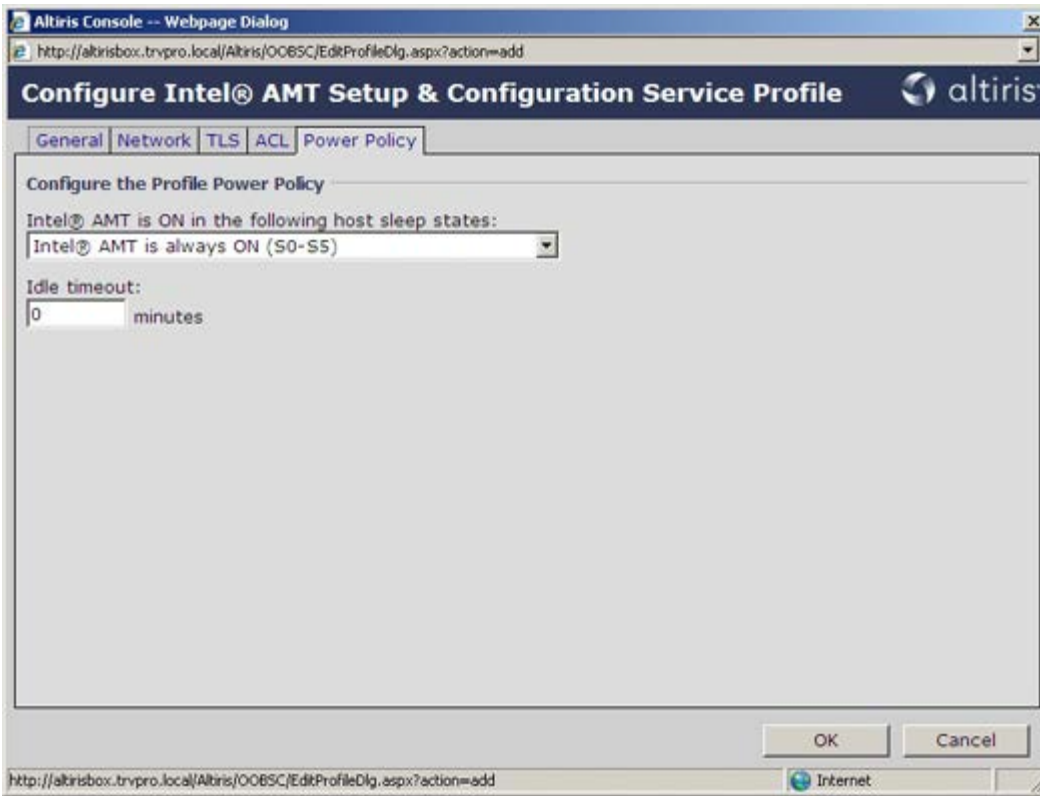 Altiris Console -- Webpage Dialog
http://altirisbox.trvpro.local/Altiris/OOBSC/EditProfileDlg.aspx?action=add
Configure Intel® AMT Setup & Configuration Service Profile
altiris
General Network TLS ACL Power Policy
Configure the Profile Power Policy
Intel® AMT is ON in the following host sleep states:
Intel® AMT is always ON (S0-S5)
Idle timeout:
0 minutes
OK Cancel
http://altirisbox.trvpro.local/Altiris/OOBSC/EditProfileDlg.aspx?action=add Internet